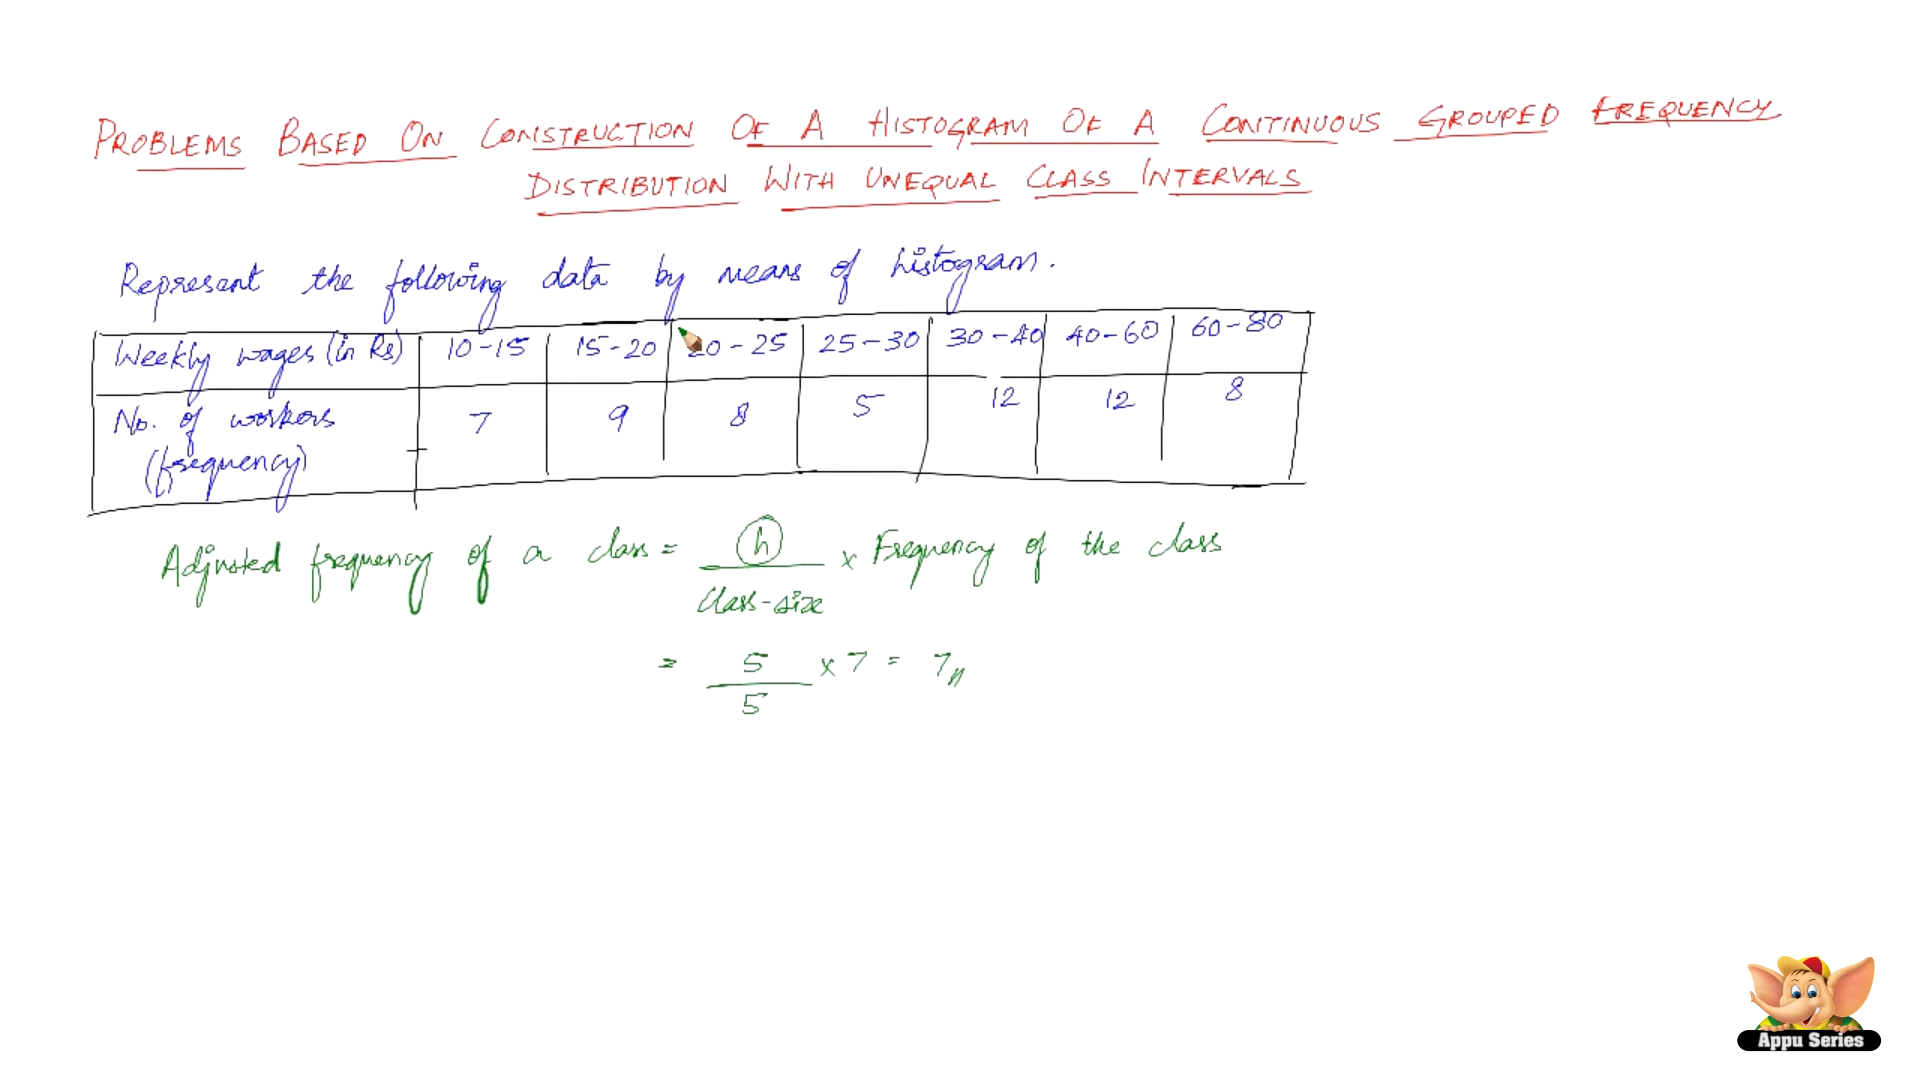 PROBLEMS BASED ON CONSTRUCTION OF A HISTOGRAM OF A CONTINUOUS GROUPED FREQUENCY
DISTRIBUTION WITH UNEQUAL CLASS INTERVALS
Represent the following data by means of histogram.
Weekly wages (in Rs) 10-15 15-20 20-25 25-30 30-40 40-60 60-80
No. of workers 7 9 8 5 12 12 8
(frequency)
Adjusted frequency of a class = h / Class-size × Frequency of the class
= 5 / 5 × 7 = 7
Appu Series